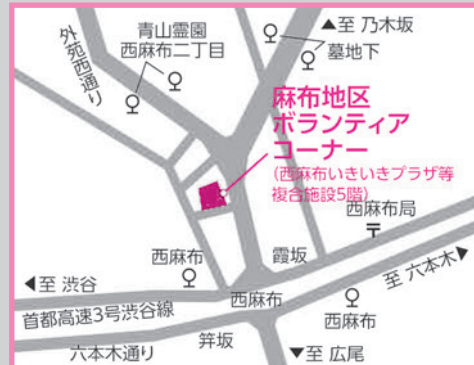 ▲至 乃木坂
青山霊園
西麻布二丁目
墓地下
外苑西通り
麻布地区
ボランティア
コーナー
(西麻布いきいきプラザ等
複合施設5階)
西麻布局
〒
西麻布
霞坂
至 六本木▶
◀至 渋谷
西麻布
首都高速3号渋谷線
西麻布
六本木通り
笄坂
▼至 広尾